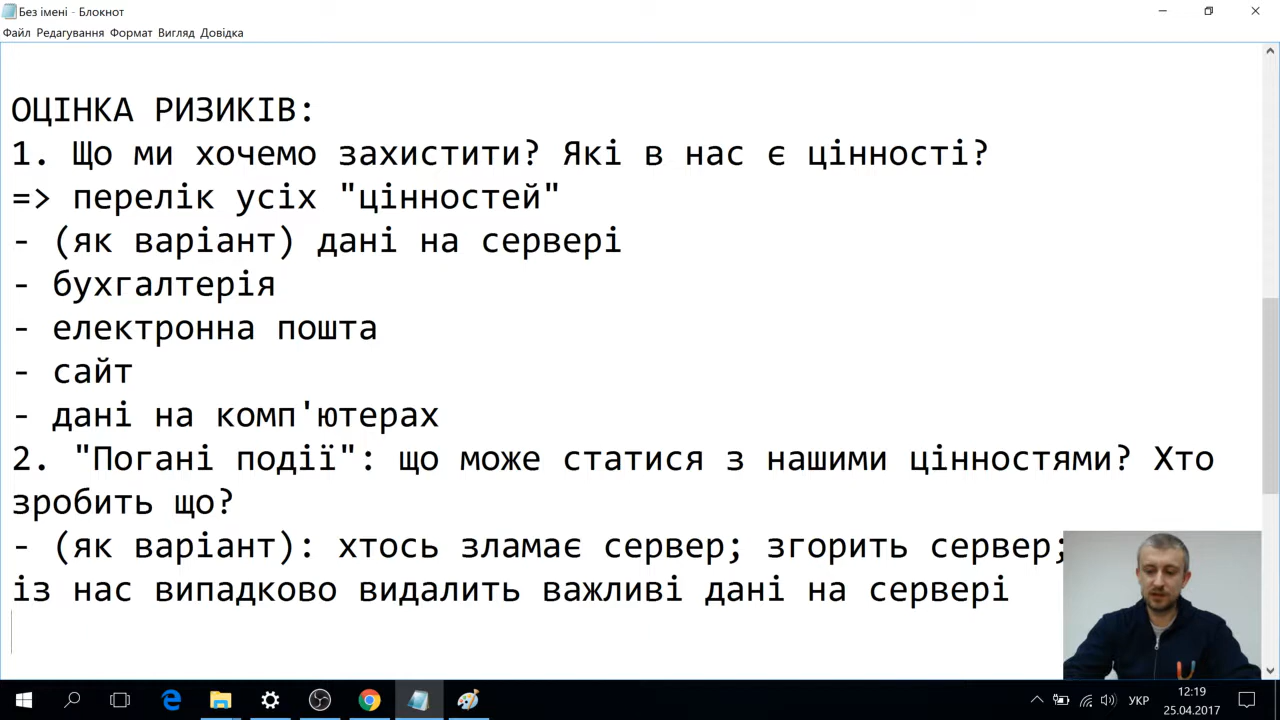 Без імені - Блокнот
Файл Редагування Формат Вигляд Довідка
ОЦІНКА РИЗИКІВ:
1. Що ми хочемо захистити? Які в нас є цінності?
=> перелік усіх "цінностей"
- (як варіант) дані на сервері
- бухгалтерія
- електронна пошта
- сайт
- дані на комп'ютерах
2. "Погані події": що може статися з нашими цінностями? Хто
зробить що?
- (як варіант): хтось зламає сервер; згорить сервер;
із нас випадково видалить важливі дані на сервері
УКР
12:19
25.04.2017